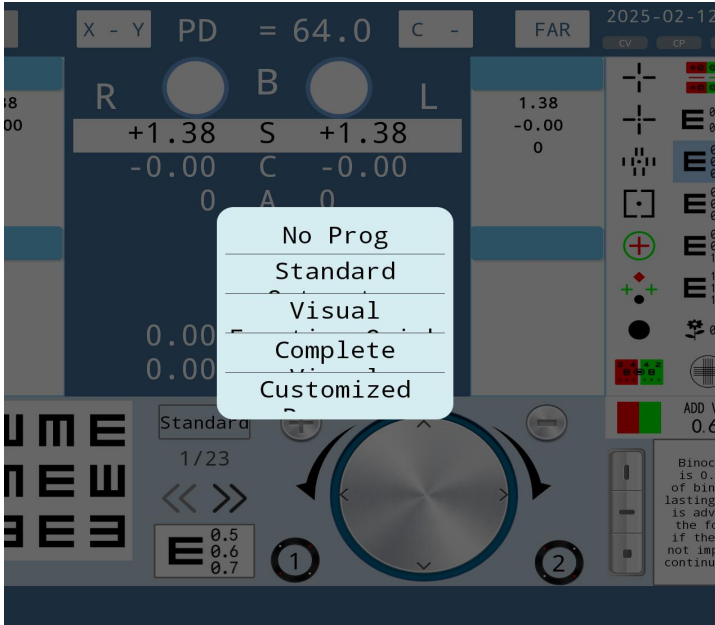 X - Y PD = 64.0 C - FAR 2025-02-12
CV CP
R B L
+1.38 S +1.38
-0.00 C -0.00
0 A 0
38
00
1.38
-0.00
0
No Prog
Standard
Visual
Complete
Customized
0.00
0.00
Standard
1/23
0.5
0.6
0.7
1
2
ADD
0.6
Binoc
is 0.
of bin
lasting
is adv
the fo
if the
not imp
continu